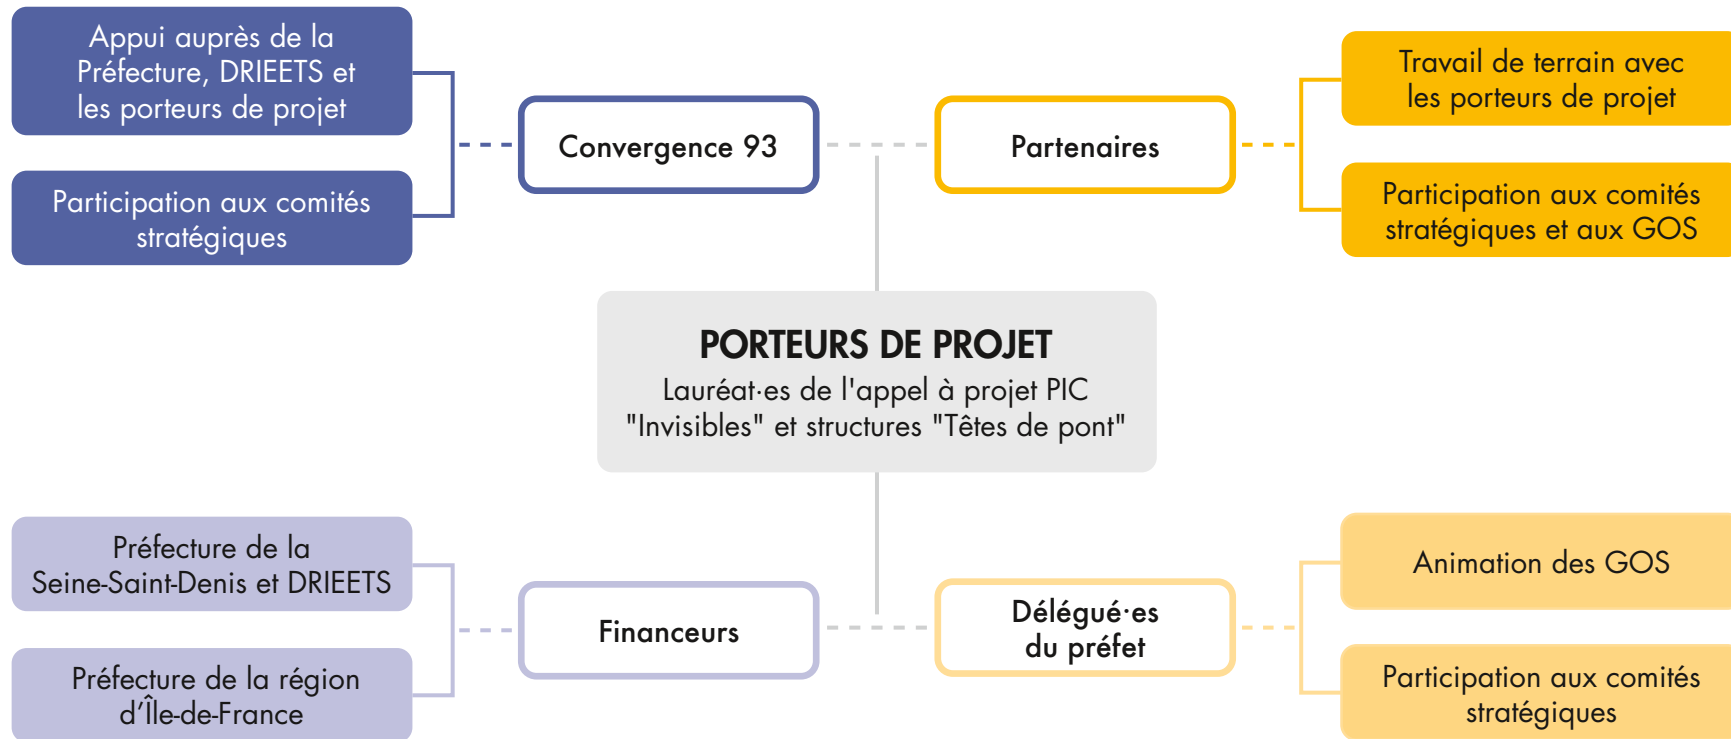 Appui auprès de la
Préfecture, DRIEETS et
les porteurs de projet
Participation aux comités
stratégiques
Convergence 93
Partenaires
Travail de terrain avec
les porteurs de projet
Participation aux comités
stratégiques et aux GOS
PORTEURS DE PROJET
Lauréat·es de l'appel à projet PIC
"Invisibles" et structures "Têtes de pont"
Préfecture de la
Seine-Saint-Denis et DRIEETS
Préfecture de la région
d’Île-de-France
Financeurs
Délégué·es
du préfet
Animation des GOS
Participation aux comités
stratégiques